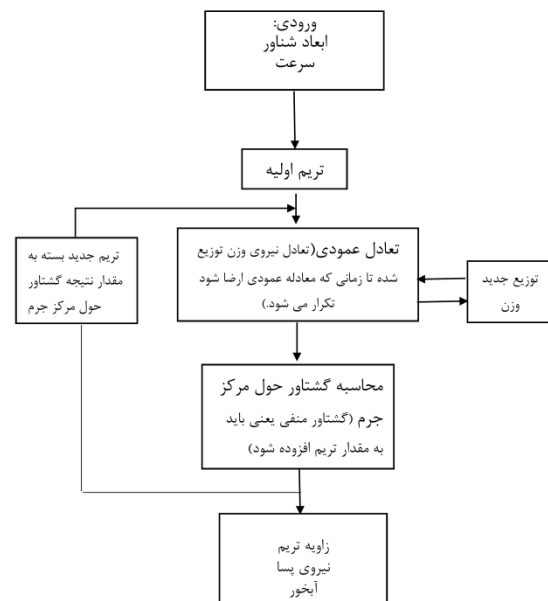 ورودی:
ابعاد شناور
سرعت
تریم اولیه
تعادل عمودی(تعادل نیروی وزن توزیع
شده تا زمانی که معادله عمودی ارضا شود
تکرار می شود.)
توزیع جدید
وزن
تریم جدید بسته به
مقدار نتیجه گشتاور
حول مرکز جرم
محاسبه گشتاور حول مرکز
جرم (گشتاور منفی یعنی باید
به مقدار تریم افزوده شود)
زاویه تریم
نیروی پسا
آبخور